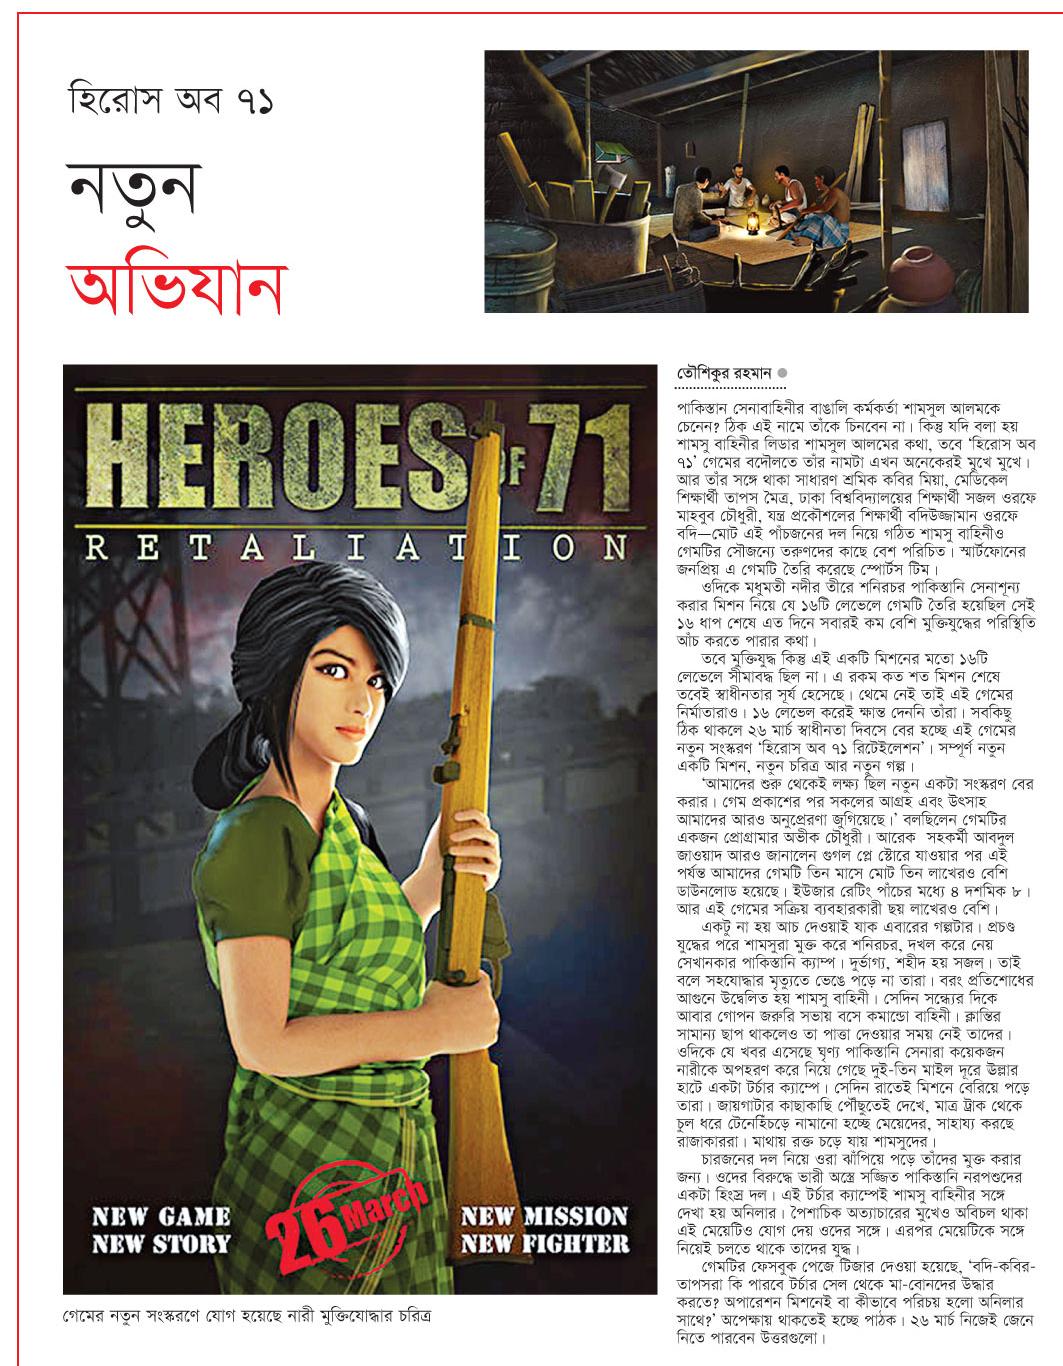 হিরোস অব ৭১
নতুন
অভিযান
HEROES OF 71
RETALIATION
NEW GAME
NEW STORY
26 March
NEW MISSION
NEW FIGHTER
গেমের নতুন সংস্করণে যোগ হয়েছে নারী মুক্তিযোদ্ধার চরিত্র
তৌশিকুর রহমান
পাকিস্তান সেনাবাহিনীর বাঙালি কর্মকর্তা শামসুল আলমকে
চেনেন? ঠিক এই নামে তাঁকে চিনবেন না। কিন্তু যদি বলা হয়
শামসু বাহিনীর লিডার শামসুল আলমের কথা, তবে ‘হিরোস অব
৭১’ গেমের বদৌলতে তাঁর নামটা এখন অনেকেরই মুখে মুখে।
আর তাঁর সঙ্গে থাকা সাধারণ শ্রমিক কবির মিয়া, মেডিকেল
শিক্ষার্থী তাপস মৈত্র, ঢাকা বিশ্ববিদ্যালয়ের শিক্ষার্থী সজল ওরফে
মাহবুব চৌধুরী, যন্ত্র প্রকৌশলের শিক্ষার্থী বদিউজ্জামান ওরফে
বদি—মোট এই পাঁচজনের দল নিয়ে গঠিত শামসু বাহিনীও
গেমটির সৌজন্যে তরুণদের কাছে বেশ পরিচিত। স্মার্টফোনের
জনপ্রিয় এ গেমটি তৈরি করেছে স্পোর্টস টিম।
ওদিকে মধুমতী নদীর তীরে শনিরচর পাকিস্তানি সেনাশূন্য
করার মিশন নিয়ে যে ১৬টি লেভেলে গেমটি তৈরি হয়েছিল সেই
১৬ ধাপ শেষে এত দিনে সবারই কম বেশি মুক্তিযুদ্ধের পরিস্থিতি
আঁচ করতে পারার কথা।
তবে মুক্তিযুদ্ধ কিন্তু এই একটি মিশনের মতো ১৬টি
লেভেলে সীমাবদ্ধ ছিল না। এ রকম কত শত মিশন শেষে
তবেই স্বাধীনতার সূর্য হেসেছে। থেমে নেই তাই এই গেমের
নির্মাতারাও। ১৬ লেভেল করেই ক্ষান্ত দেননি তাঁরা। সবকিছু
ঠিক থাকলে ২৬ মার্চ স্বাধীনতা দিবসে বের হচ্ছে এই গেমের
নতুন সংস্করণ ‘হিরোস অব ৭১ রিটেইলেশন’। সম্পূর্ণ নতুন
একটি মিশন, নতুন চরিত্র আর নতুন গল্প।
‘আমাদের শুরু থেকেই লক্ষ্য ছিল নতুন একটা সংস্করণ বের
করার। গেম প্রকাশের পর সকলের আগ্রহ এবং উৎসাহ
আমাদের আরও অনুপ্রেরণা জুগিয়েছে।’ বলছিলেন গেমটির
একজন প্রোগ্রামার অভীক চৌধুরী। আরেক সহকর্মী আবদুল
জাওয়াদ আরও জানালেন গুগল প্লে স্টোরে যাওয়ার পর এই
পর্যন্ত আমাদের গেমটি তিন মাসে মোট তিন লাখেরও বেশি
ডাউনলোড হয়েছে। ইউজার রেটিং পাঁচের মধ্যে ৪ দশমিক ৮।
আর এই গেমের সক্রিয় ব্যবহারকারী ছয় লাখেরও বেশি।
একটু না হয় আচ দেওয়াই যাক এবারের গল্পটার। প্রচণ্ড
যুদ্ধের পরে শামসুরা মুক্ত করে শনিরচর, দখল করে নেয়
সেখানকার পাকিস্তানি ক্যাম্প। দুর্ভাগ্য, শহীদ হয় সজল। তাই
বলে সহযোদ্ধার মৃত্যুতে ভেঙে পড়ে না তারা। বরং প্রতিশোধের
আগুনে উদ্বেলিত হয় শামসু বাহিনী। সেদিন সন্ধ্যের দিকে
আবার গোপন জরুরি সভায় বসে কমান্ডো বাহিনী। ক্লান্তির
সামান্য ছাপ থাকলেও তা পাত্তা দেওয়ার সময় নেই তাদের।
ওদিকে যে খবর এসেছে ঘৃণ্য পাকিস্তানি সেনারা কয়েকজন
নারীকে অপহরণ করে নিয়ে গেছে দুই-তিন মাইল দূরে উল্লার
হাটে একটা টর্চার ক্যাম্পে। সেদিন রাতেই মিশনে বেরিয়ে পড়ে
তারা। জায়গাটার কাছাকাছি পৌঁছুতেই দেখে, মাত্র ট্রাক থেকে
চুল ধরে টেনেহিঁচড়ে নামানো হচ্ছে মেয়েদের, সাহায্য করছে
রাজাকাররা। মাথায় রক্ত চড়ে যায় শামসুদের।
চারজনের দল নিয়ে ওরা ঝাঁপিয়ে পড়ে তাঁদের মুক্ত করার
জন্য। ওদের বিরুদ্ধে ভারী অস্ত্রে সজ্জিত পাকিস্তানি নরপশুদের
একটা হিংস্র দল। এই টর্চার ক্যাম্পেই শামসু বাহিনীর সঙ্গে
দেখা হয় অনিলার। পৈশাচিক অত্যাচারের মুখেও অবিচল থাকা
এই মেয়েটিও যোগ দেয় ওদের সঙ্গে। এরপর মেয়েটিকে সঙ্গে
নিয়েই চলতে থাকে তাদের যুদ্ধ।
গেমটির ফেসবুক পেজে টিজার দেওয়া হয়েছে, ‘বদি-কবির-
তাপসরা কি পারবে টর্চার সেল থেকে মা-বোনদের উদ্ধার
করতে? অপারেশন মিশনেই বা কীভাবে পরিচয় হলো অনিলার
সাথে?’ অপেক্ষায় থাকতেই হচ্ছে পাঠক। ২৬ মার্চ নিজেই জেনে
নিতে পারবেন উত্তরগুলো।